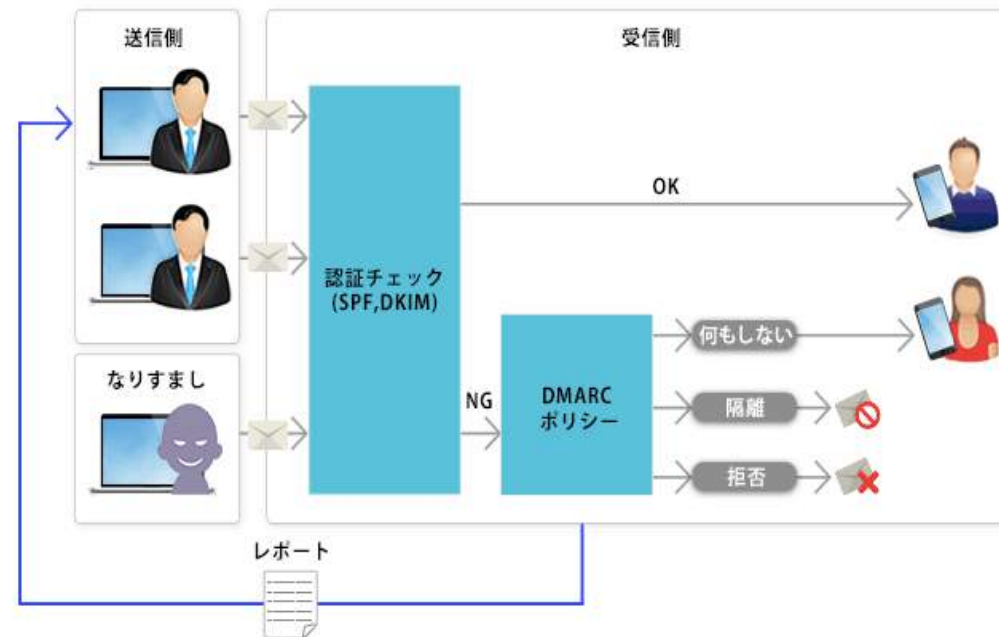 送信側
受信側
OK
認証チェック
(SPF,DKIM)
何もしない
なりすまし
NG
DMARC
ポリシー
隔離
拒否
レポート